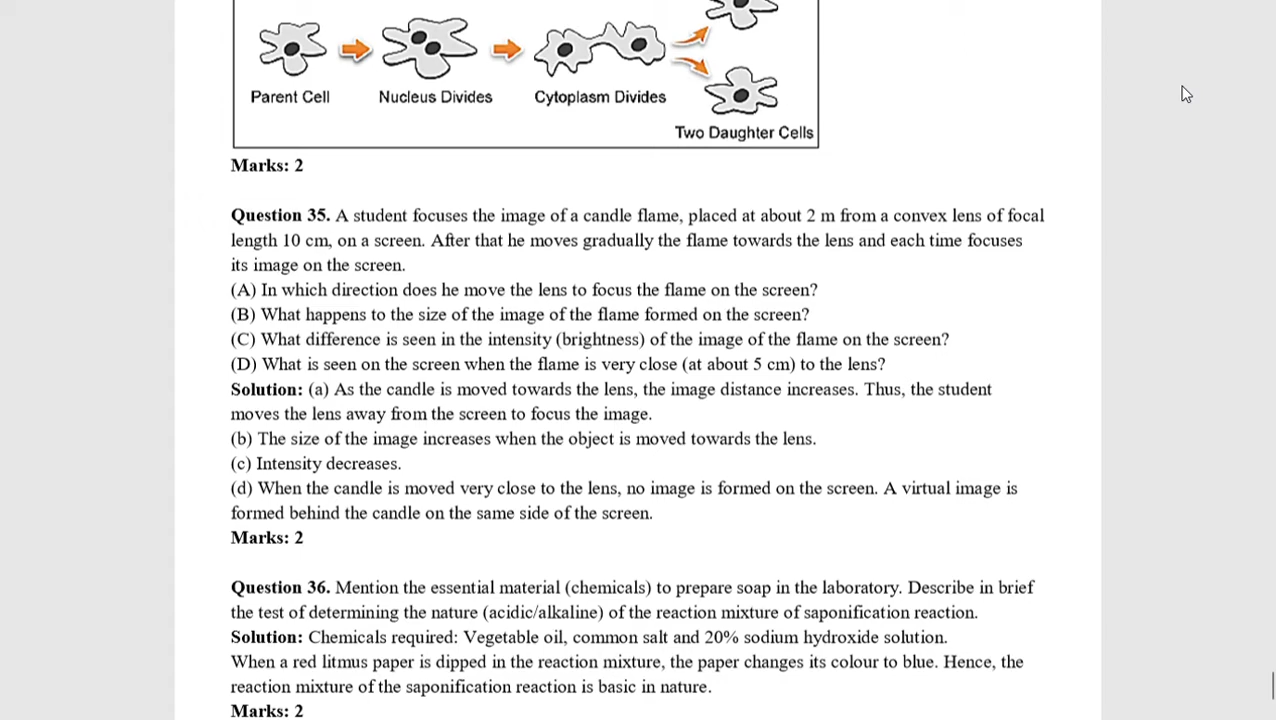 Parent Cell
Nucleus Divides
Cytoplasm Divides
Two Daughter Cells
Marks: 2
Question 35. A student focuses the image of a candle flame, placed at about 2 m from a convex lens of focal
length 10 cm, on a screen. After that he moves gradually the flame towards the lens and each time focuses
its image on the screen.
(A) In which direction does he move the lens to focus the flame on the screen?
(B) What happens to the size of the image of the flame formed on the screen?
(C) What difference is seen in the intensity (brightness) of the image of the flame on the screen?
(D) What is seen on the screen when the flame is very close (at about 5 cm) to the lens?
Solution: (a) As the candle is moved towards the lens, the image distance increases. Thus, the student
moves the lens away from the screen to focus the image.
(b) The size of the image increases when the object is moved towards the lens.
(c) Intensity decreases.
(d) When the candle is moved very close to the lens, no image is formed on the screen. A virtual image is
formed behind the candle on the same side of the screen.
Marks: 2
Question 36. Mention the essential material (chemicals) to prepare soap in the laboratory. Describe in brief
the test of determining the nature (acidic/alkaline) of the reaction mixture of saponification reaction.
Solution: Chemicals required: Vegetable oil, common salt and 20% sodium hydroxide solution.
When a red litmus paper is dipped in the reaction mixture, the paper changes its colour to blue. Hence, the
reaction mixture of the saponification reaction is basic in nature.
Marks: 2